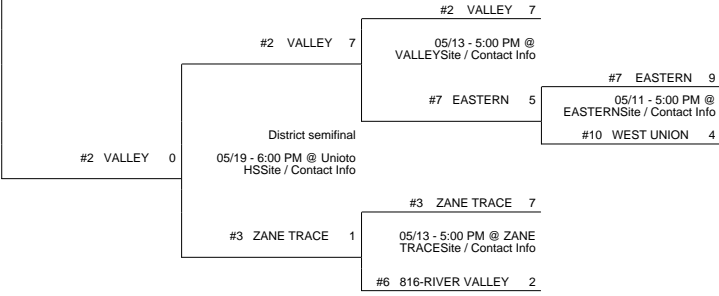 #2 VALLEY 7
#2 VALLEY 7
05/13 - 5:00 PM @
VALLEYSite / Contact Info
#7 EASTERN 9
#7 EASTERN 5
05/11 - 5:00 PM @
EASTERNSite / Contact Info
District semifinal
#10 WEST UNION 4
#2 VALLEY 0
05/19 - 6:00 PM @ Unioto
HSSite / Contact Info
#3 ZANE TRACE 7
#3 ZANE TRACE 1
05/13 - 5:00 PM @ ZANE
TRACESite / Contact Info
#6 816-RIVER VALLEY 2